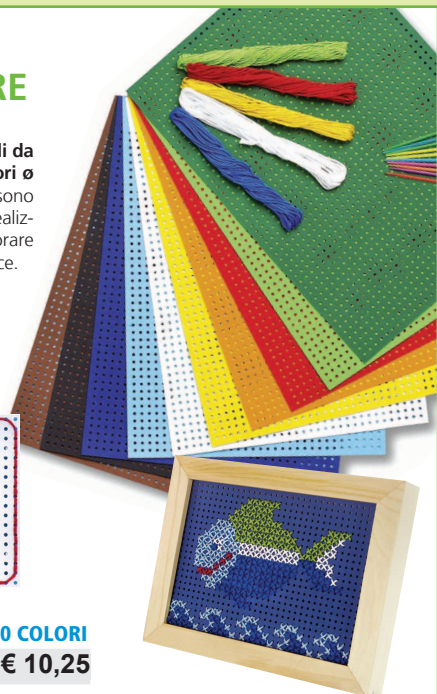 RE
li da
ori ø
sono
ealiz-
orare
ce.
0 COLORI
€ 10,25